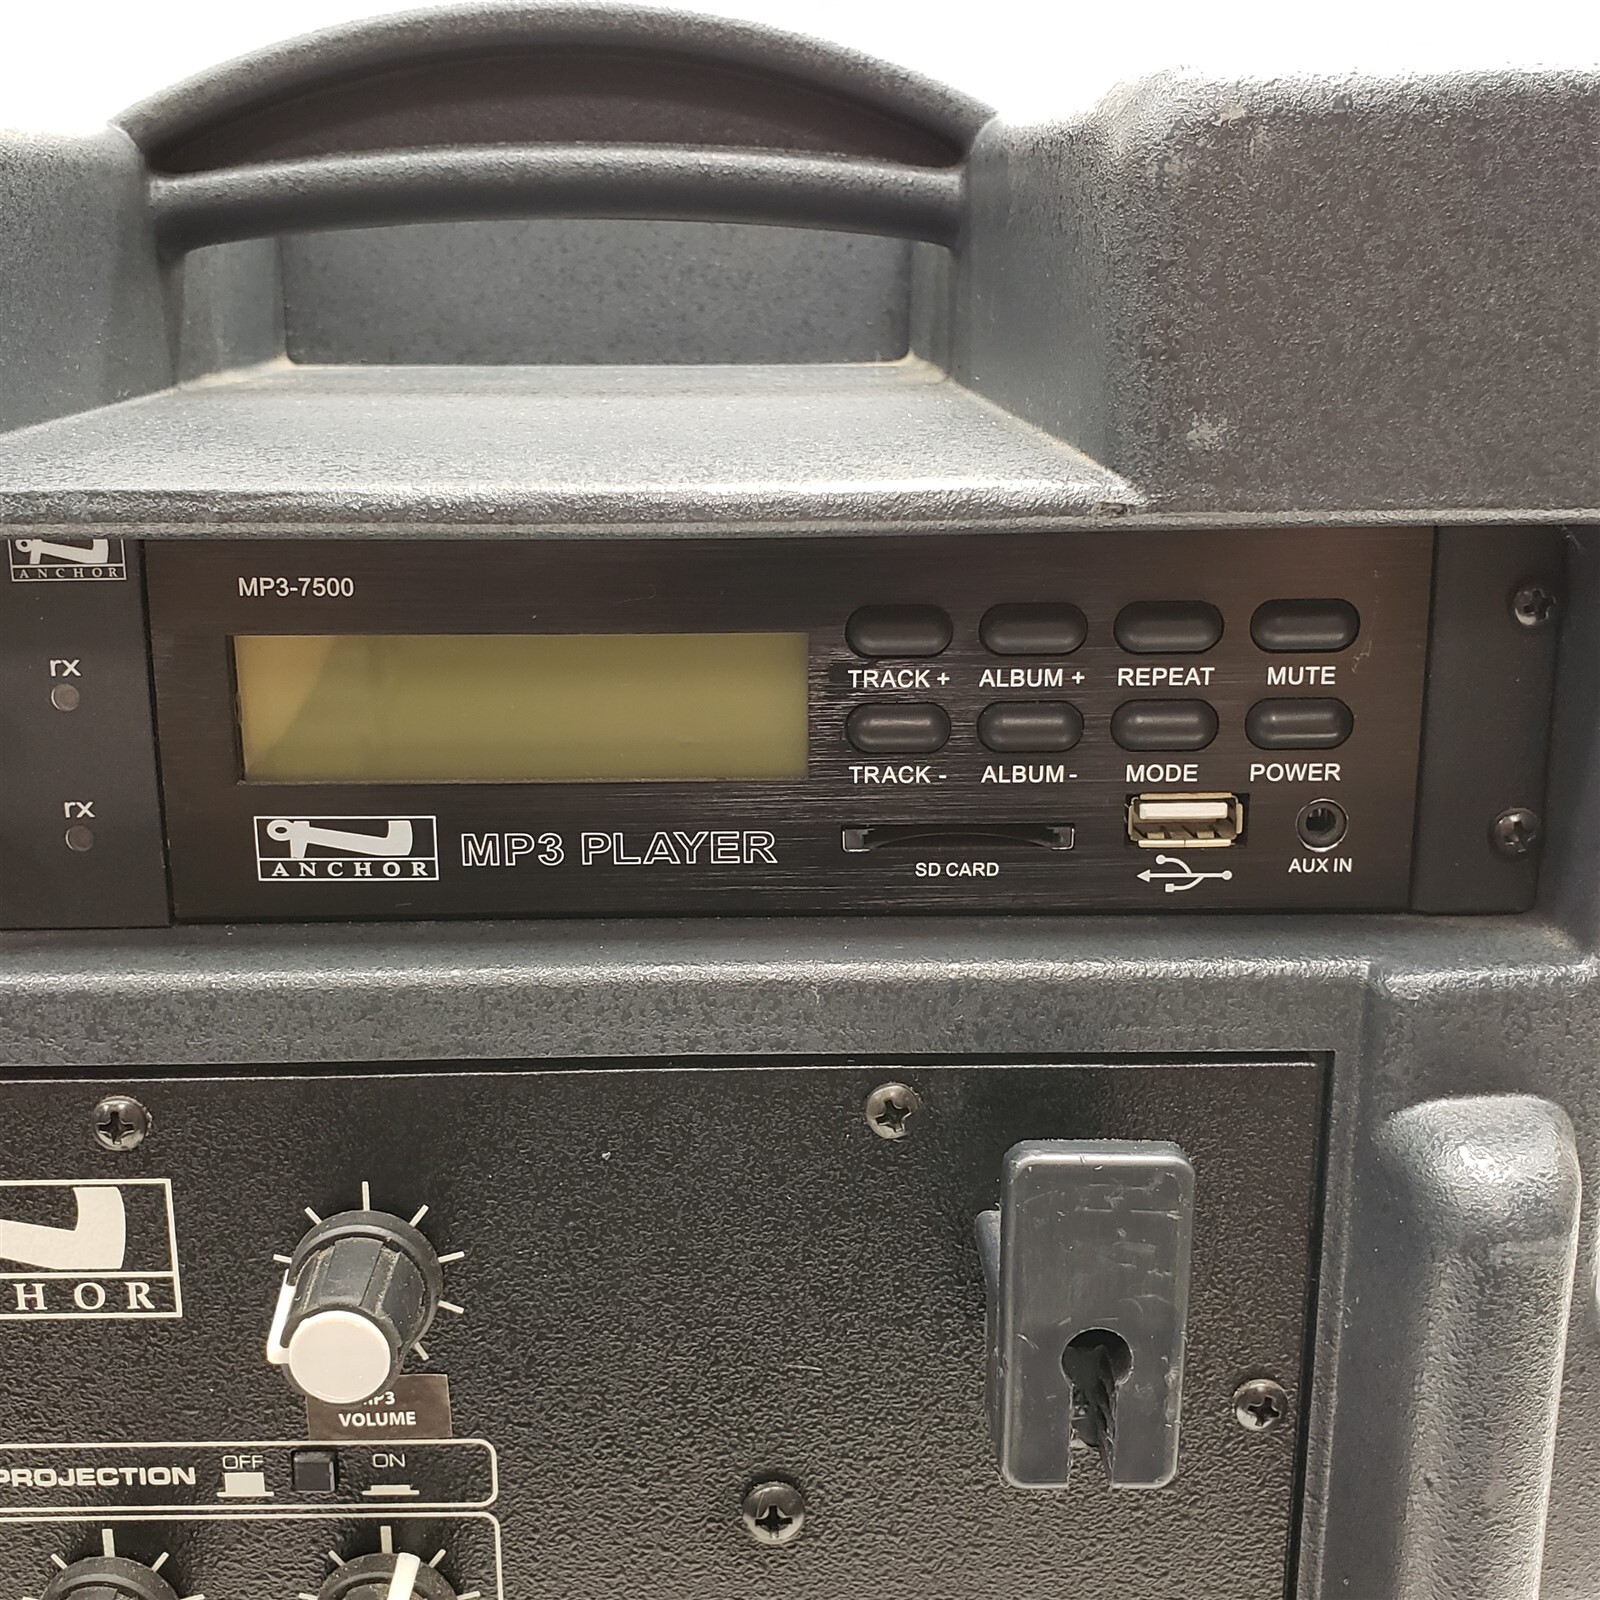 ANCHOR
MP3-7500
rx
TRACK + ALBUM + REPEAT MUTE
TRACK - ALBUM - MODE POWER
rx
ANCHOR MP3 PLAYER
SD CARD
AUX IN
HOR
MP3
VOLUME
PROJECTION OFF ON